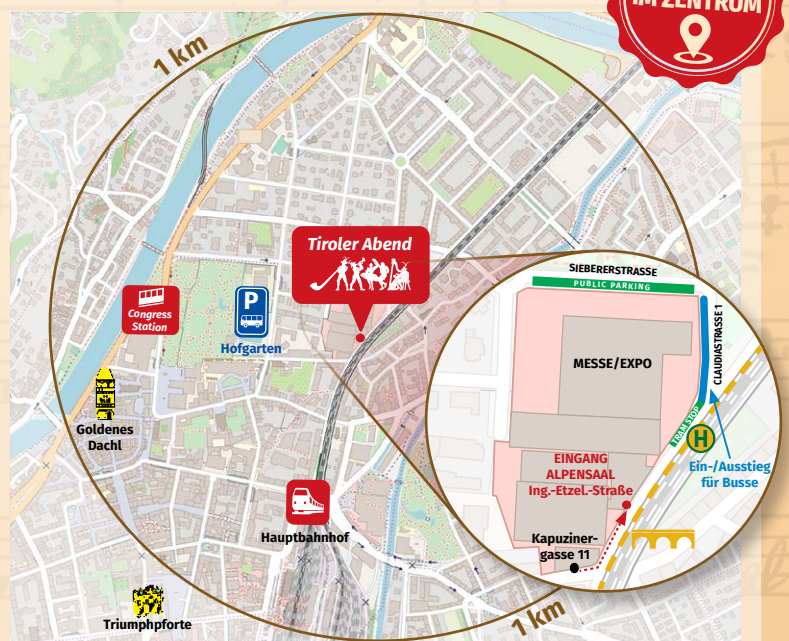 IM ZENTRUM
1 km
Tiroler Abend
Congress
Station
P
Hofgarten
Goldenes
Dachl
Hauptbahnhof
Triumphpforte
1 km
SIEBERERSTRASSE
PUBLIC PARKING
CLAUDIASTRASSE 1
MESSE/EXPO
TRAM STOP
H
EINGANG
ALPENSAAL
Ing.-Etzel.-Straße
Ein-/Ausstieg
für Busse
Kapuziner-
gasse 11